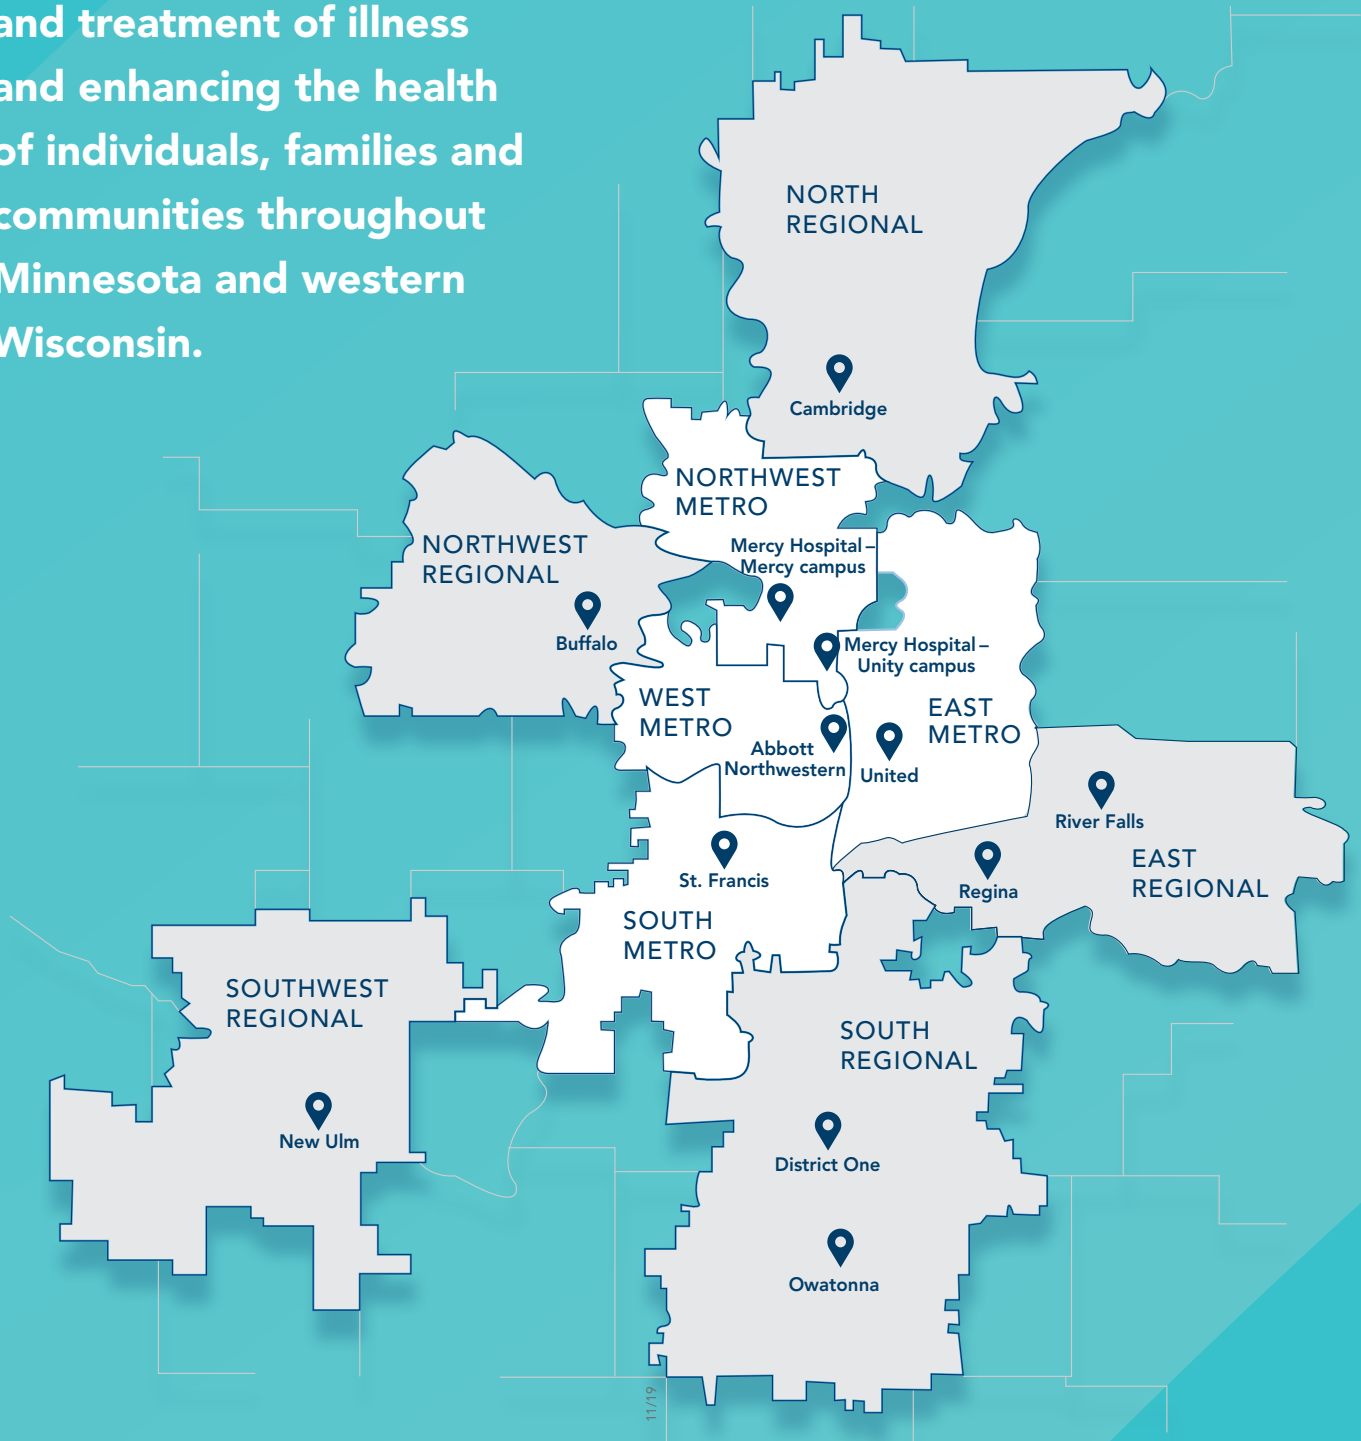 and treatment of illness
and enhancing the health
of individuals, families and
communities throughout
Minnesota and western
Wisconsin.
NORTH
REGIONAL
Cambridge
NORTHWEST
METRO
Mercy Hospital–
Mercy campus
NORTHWEST
REGIONAL
Buffalo
Mercy Hospital–
Unity campus
WEST
METRO
EAST
METRO
Abbott
Northwestern
United
River Falls
EAST
REGIONAL
Regina
St. Francis
SOUTH
METRO
SOUTHWEST
REGIONAL
New Ulm
SOUTH
REGIONAL
District One
Owatonna
11/19